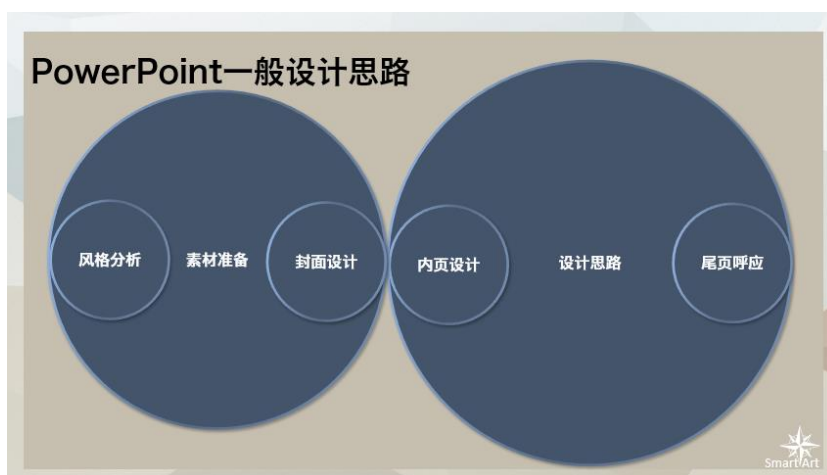 PowerPoint一般设计思路
风格分析
素材准备
封面设计
内页设计
设计思路
尾页呼应
Smart Art